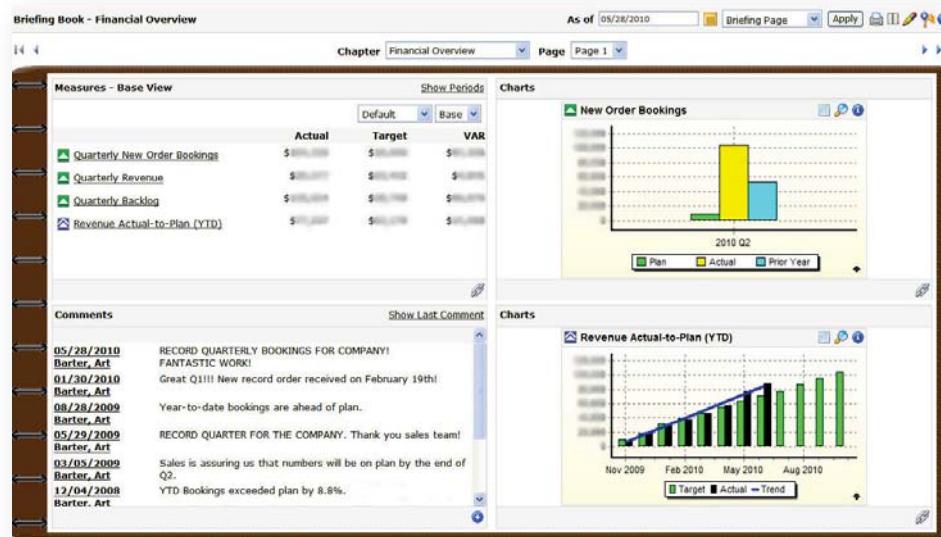 Briefing Book - Financial Overview
As of 05/28/2010 Briefing Page Apply
Chapter Financial Overview Page Page 1
Measures - Base View Show Periods
Default Base
Actual Target VAR
Quarterly New Order Bookings $ $ $
Quarterly Revenue $ $ $
Quarterly Backlog $ $ $
Revenue Actual-to-Plan (YTD) $ $ $
Charts
New Order Bookings
0
2010 Q2
Plan Actual Prior Year
Comments Show Last Comment
05/28/2010 RECORD QUARTERLY BOOKINGS FOR COMPANY!
Barter, Art FANTASTIC WORK!
01/30/2010 Great Q1!!! New record order received on February 19th!
Barter, Art
08/28/2009 Year-to-date bookings are ahead of plan.
Barter, Art
05/29/2009 RECORD QUARTER FOR THE COMPANY. Thank you sales team!
Barter, Art
03/05/2009 Sales is assuring us that numbers will be on plan by the end of
Barter, Art Q2.
12/04/2008 YTD Bookings exceeded plan by 8.8%.
Barter, Art
Charts
Revenue Actual-to-Plan (YTD)
0
Nov 2009 Feb 2010 May 2010 Aug 2010
Target Actual Trend